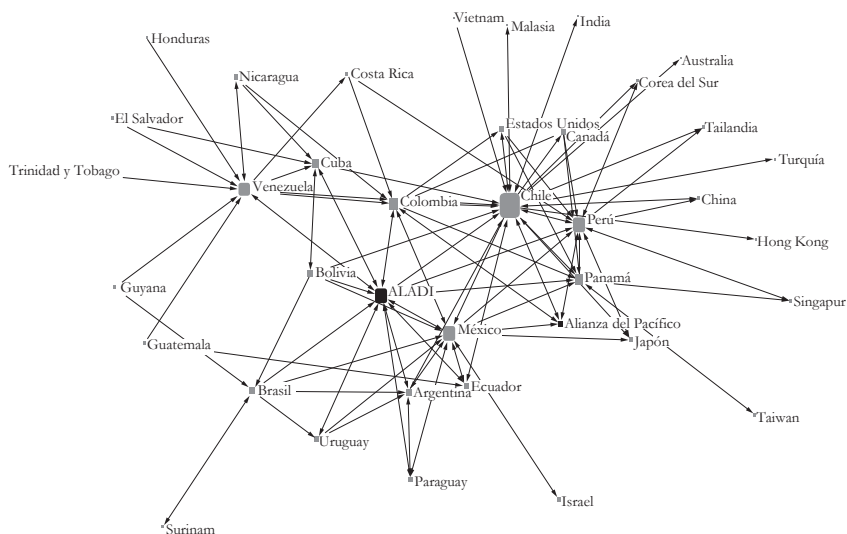 Vietnam
Malasia
India
Honduras
Australia
Nicaragua
Costa Rica
Corea del Sur
El Salvador
Estados Unidos
Canadá
Tailandia
Cuba
Turquía
Trinidad y Tobago
Venezuela
Colombia
Chile
China
Perú
Hong Kong
Bolivia
Panamá
Guyana
ALADI
Singapur
Alianza del Pacífico
México
Guatemala
Japón
Brasil
Argentina
Ecuador
Taiwan
Uruguay
Paraguay
Israel
Surinam